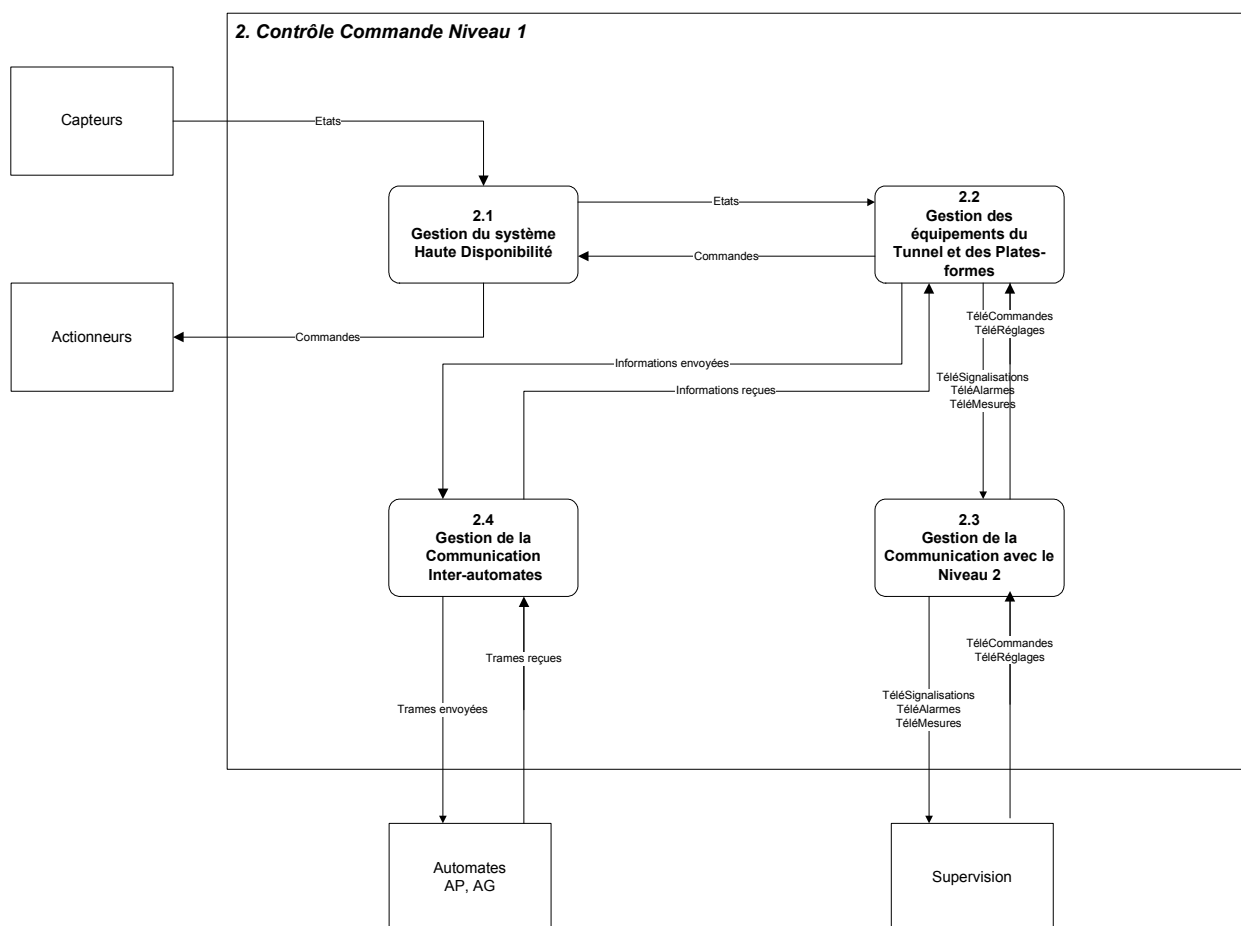 2. Contrôle Commande Niveau 1
Capteurs
Etats
2.1
Gestion du système
Haute Disponibilité
Etats
2.2
Gestion des
équipements du
Tunnel et des Plates-
formes
Commandes
Actionneurs
Commandes
TéléCommandes
TéléRéglages
Informations envoyées
Informations reçues
TéléSignalisations
TéléAlarmes
TéléMesures
2.4
Gestion de la
Communication
Inter-automates
2.3
Gestion de la
Communication avec le
Niveau 2
Trames reçues
TéléCommandes
TéléRéglages
Trames envoyées
TéléSignalisations
TéléAlarmes
TéléMesures
Automates
AP, AG
Supervision